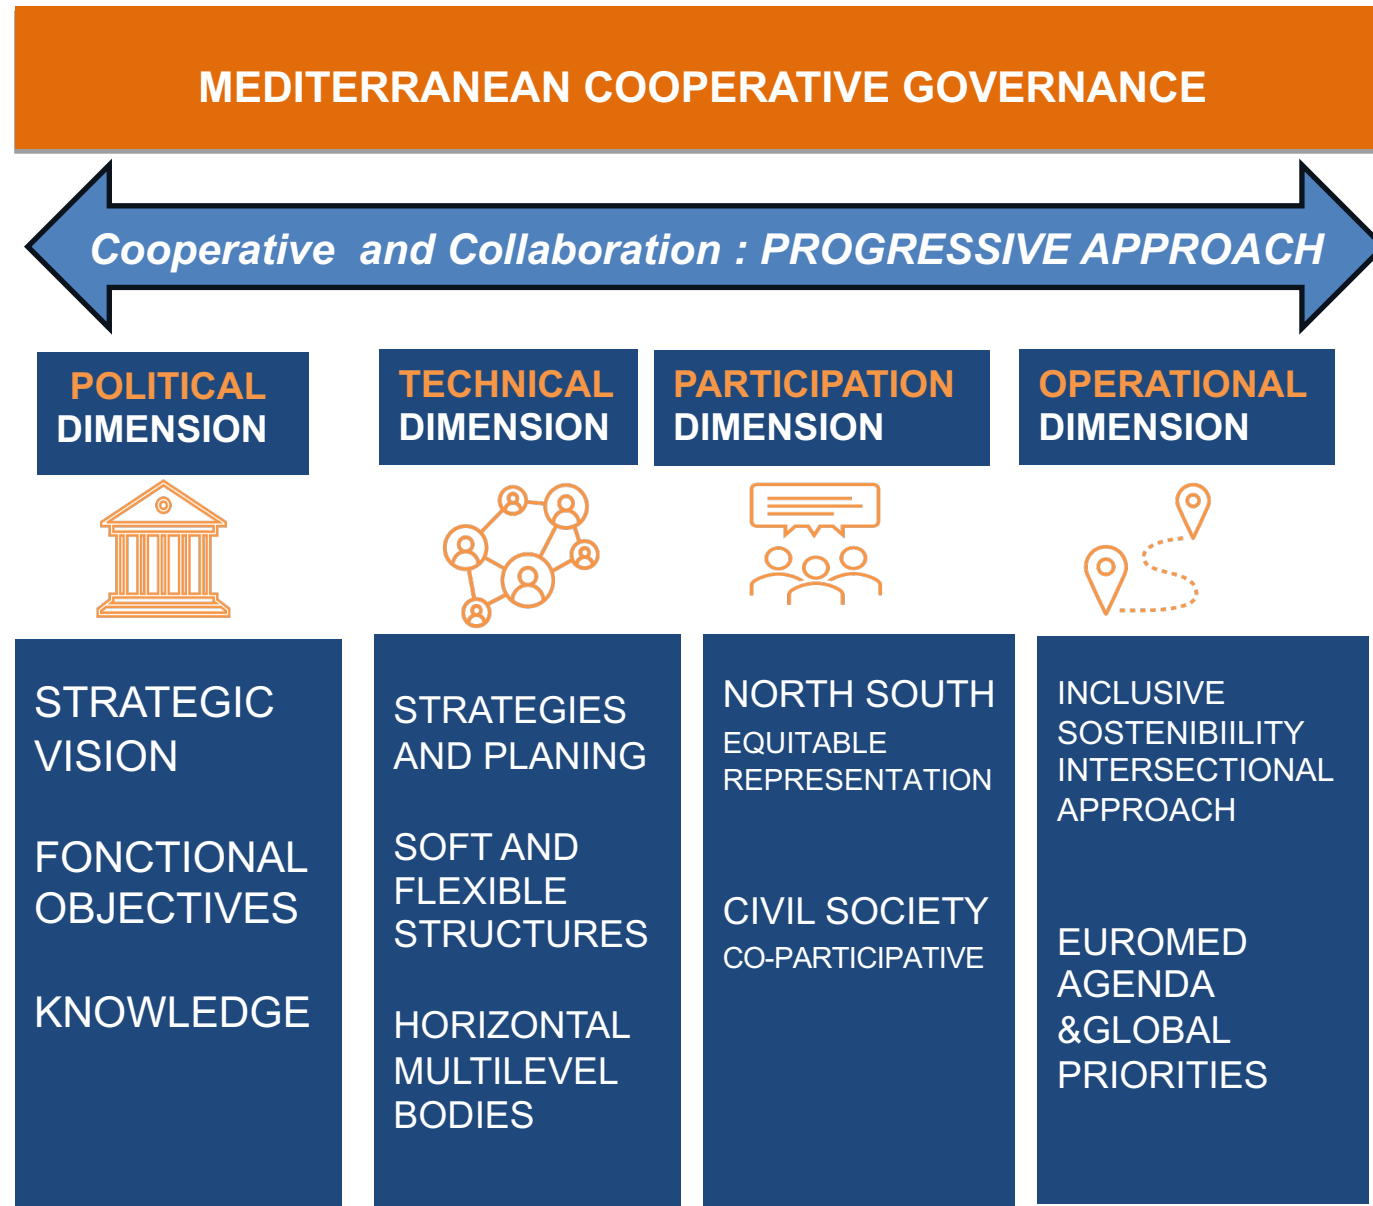 MEDITERRANEAN COOPERATIVE GOVERNANCE
Cooperative and Collaboration : PROGRESSIVE APPROACH
POLITICAL
DIMENSION
TECHNICAL
DIMENSION
PARTICIPATION
DIMENSION
OPERATIONAL
DIMENSION
STRATEGIC
VISION
FONCTIONAL
OBJECTIVES
KNOWLEDGE
STRATEGIES
AND PLANING
SOFT AND
FLEXIBLE
STRUCTURES
HORIZONTAL
MULTILEVEL
BODIES
NORTH SOUTH
EQUITABLE
REPRESENTATION
CIVIL SOCIETY
CO-PARTICIPATIVE
INCLUSIVE
SOSTENIBIILITY
INTERSECTIONAL
APPROACH
EUROMED
AGENDA
&GLOBAL
PRIORITIES